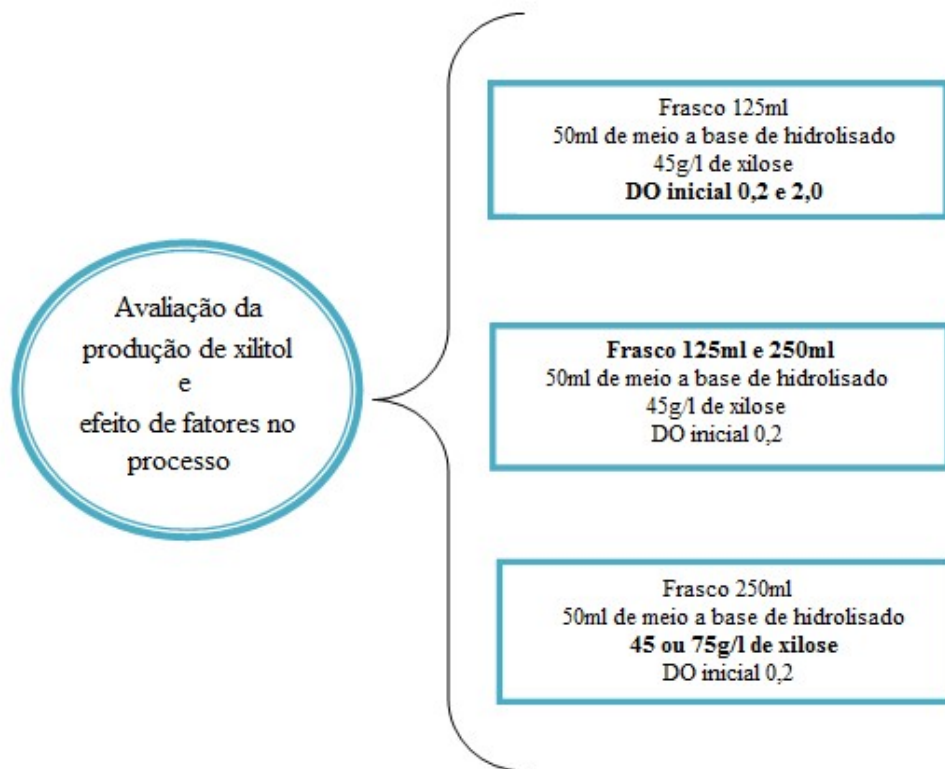 Avaliação da
produção de xilitol
e
efeito de fatores no
processo
Frasco 125ml
50ml de meio a base de hidrolisado
45g/l de xilose
DO inicial 0,2 e 2,0
Frasco 125ml e 250ml
50ml de meio a base de hidrolisado
45g/l de xilose
DO inicial 0,2
Frasco 250ml
50ml de meio a base de hidrolisado
45 ou 75g/l de xilose
DO inicial 0,2